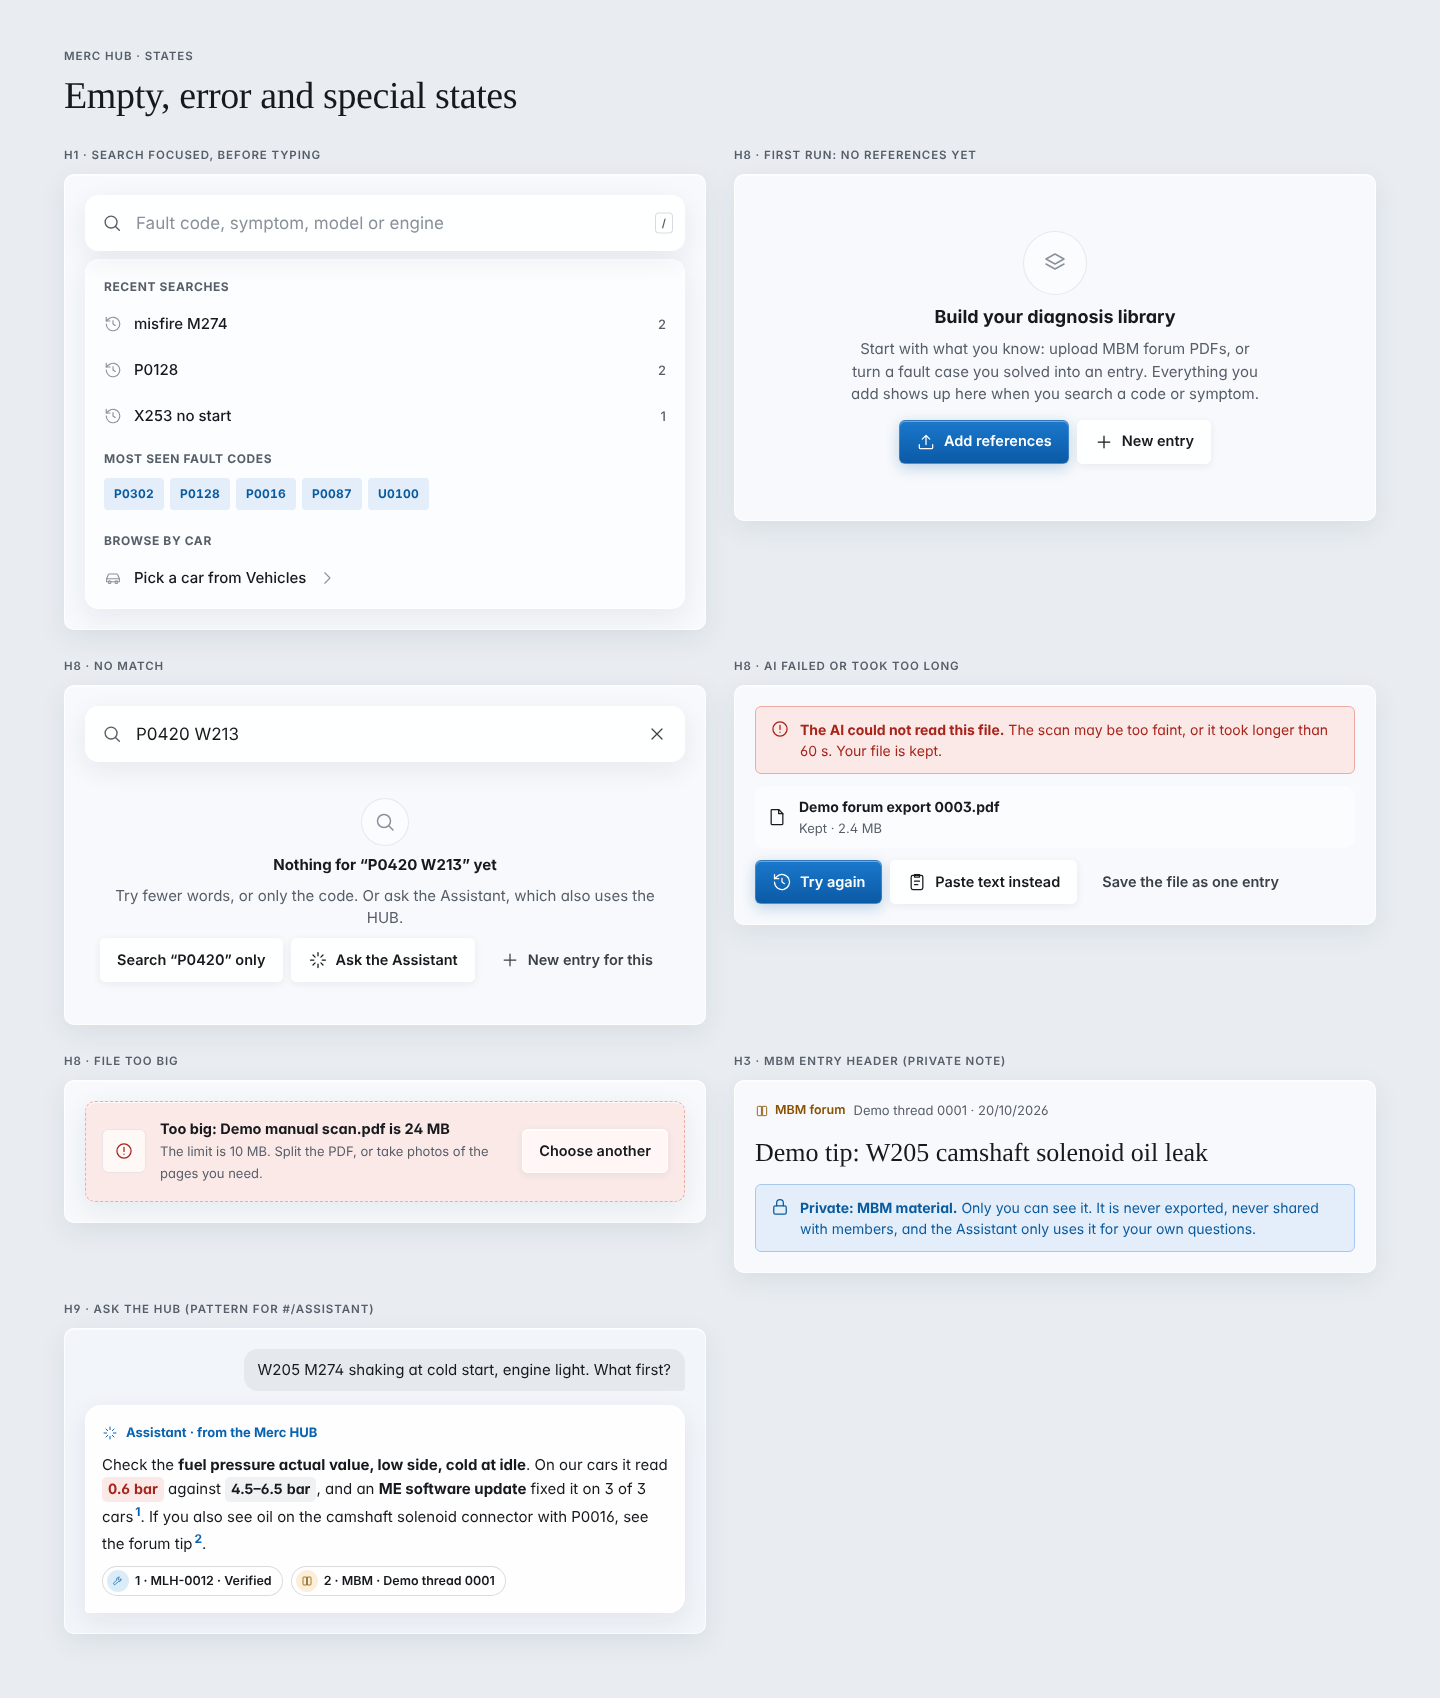 MERC HUB · STATES
Empty, error and special states
H1 · SEARCH FOCUSED, BEFORE TYPING
Fault code, symptom, model or engine
/
RECENT SEARCHES
misfire M274
2
P0128
2
X253 no start
1
MOST SEEN FAULT CODES
P0302
P0128
P0016
P0087
U0100
BROWSE BY CAR
Pick a car from Vehicles
H8 · FIRST RUN: NO REFERENCES YET
Build your diagnosis library
Start with what you know: upload MBM forum PDFs, or
turn a fault case you solved into an entry. Everything you
add shows up here when you search a code or symptom.
Add references
New entry
H8 · NO MATCH
P0420 W213
Nothing for “P0420 W213” yet
Try fewer words, or only the code. Or ask the Assistant, which also uses the
HUB.
Search “P0420” only
Ask the Assistant
New entry for this
H8 · AI FAILED OR TOOK TOO LONG
The AI could not read this file. The scan may be too faint, or it took longer than
60 s. Your file is kept.
Demo forum export 0003.pdf
Kept · 2.4 MB
Try again
Paste text instead
Save the file as one entry
H8 · FILE TOO BIG
Too big: Demo manual scan.pdf is 24 MB
The limit is 10 MB. Split the PDF, or take photos of the
pages you need.
Choose another
H3 · MBM ENTRY HEADER (PRIVATE NOTE)
MBM forum Demo thread 0001 · 20/10/2026
Demo tip: W205 camshaft solenoid oil leak
Private: MBM material. Only you can see it. It is never exported, never shared
with members, and the Assistant only uses it for your own questions.
H9 · ASK THE HUB (PATTERN FOR #/ASSISTANT)
W205 M274 shaking at cold start, engine light. What first?
Assistant · from the Merc HUB
Check the fuel pressure actual value, low side, cold at idle. On our cars it read
0.6 bar against 4.5–6.5 bar, and an ME software update fixed it on 3 of 3
cars 1. If you also see oil on the camshaft solenoid connector with P0016, see
the forum tip 2.
1 · MLH-0012 · Verified
2 · MBM · Demo thread 0001